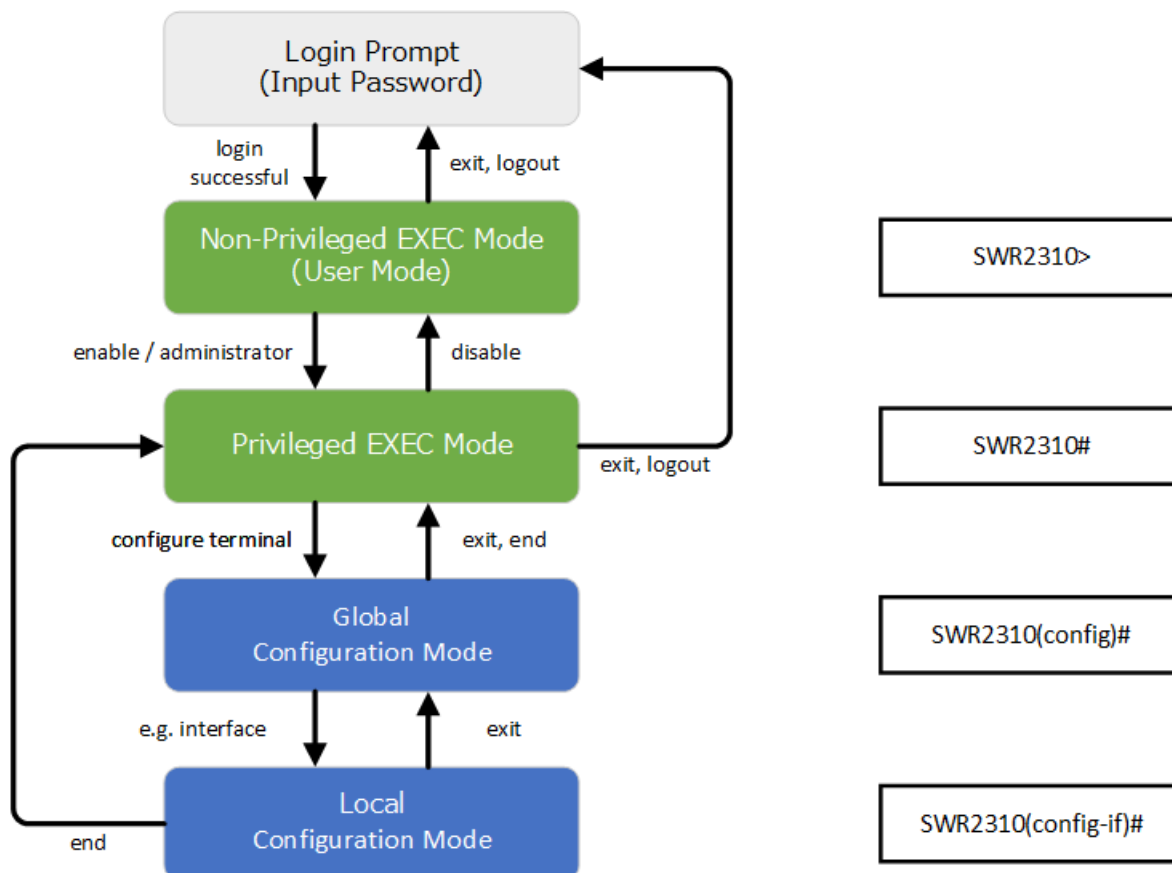 Login Prompt
(Input Password)
login
successful
exit, logout
Non-Privileged EXEC Mode
(User Mode)
SWR2310>
enable / administrator
disable
Privileged EXEC Mode
exit, logout
SWR2310#
configure terminal
exit, end
Global
Configuration Mode
SWR2310(config)#
e.g. interface
exit
Local
Configuration Mode
end
SWR2310(config-if)#